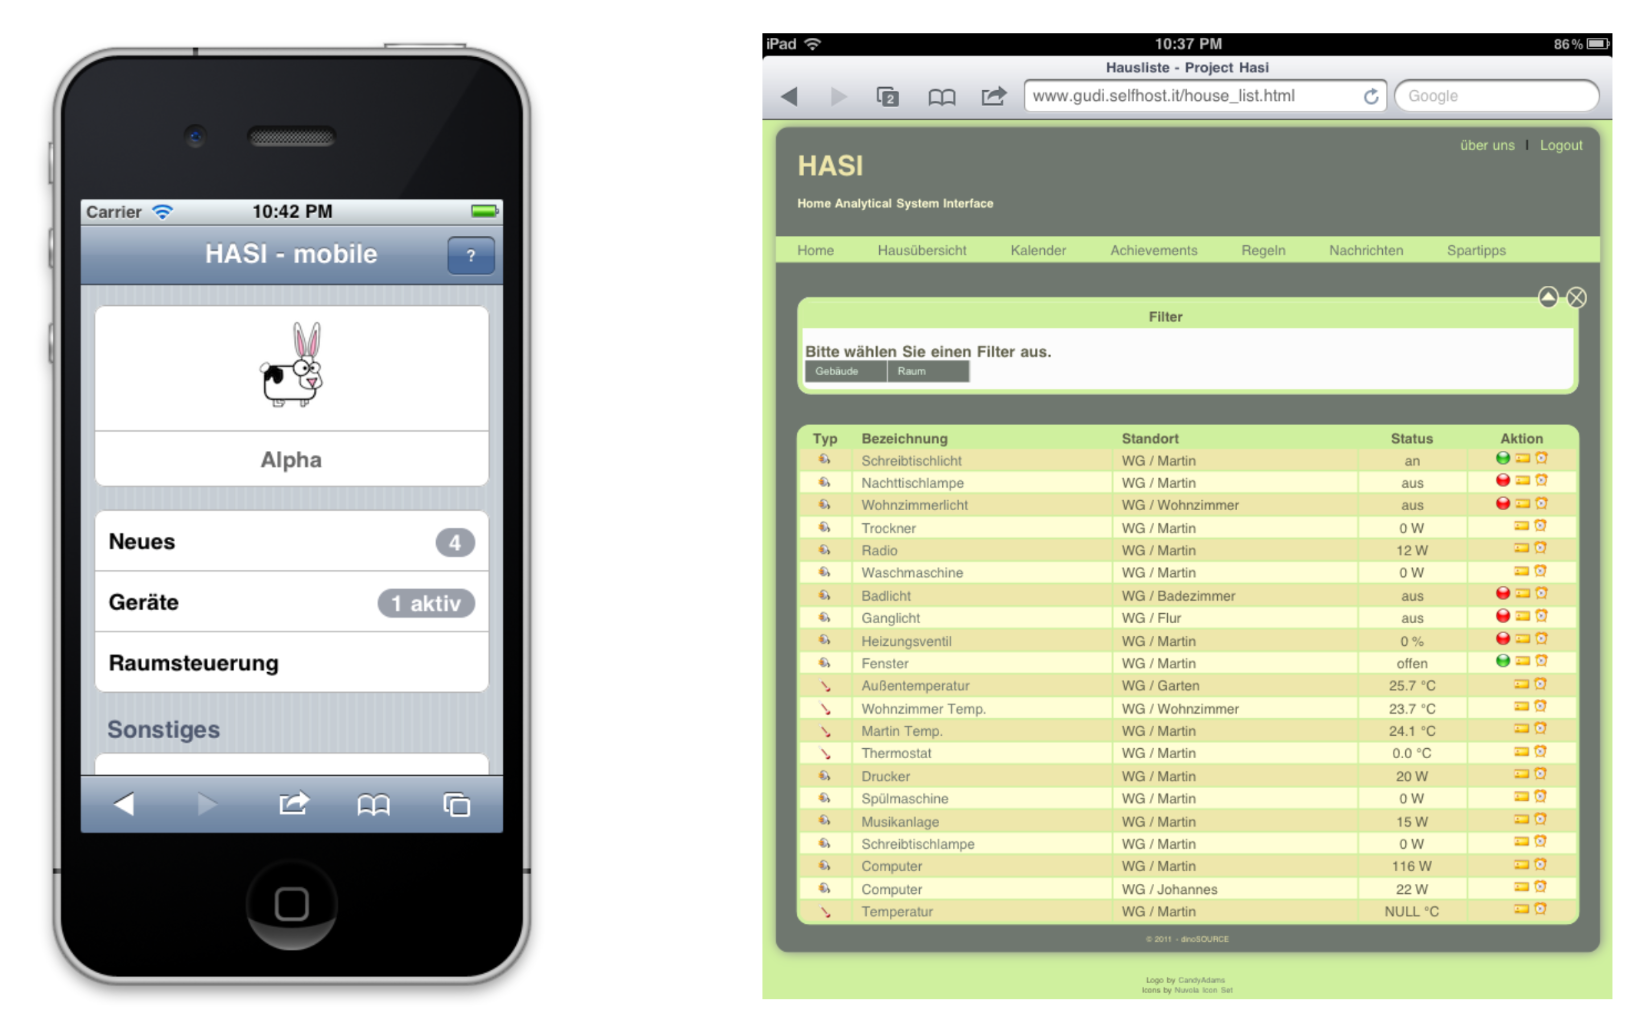 Carrier 10:42 PM
HASI - mobile ?
Alpha
Neues 4
Geräte 1 aktiv
Raumsteuerung
Sonstiges
iPad 10:37 PM 86%
Hausliste - Project Hasi
2 www.gudi.selfhost.it/house_list.html Google
über uns | Logout
HASI
Home Analytical System Interface
Home Hausübersicht Kalender Achievements Regeln Nachrichten Spartipps
Filter
Bitte wählen Sie einen Filter aus.
Gebäude Raum
Typ Bezeichnung Standort Status Aktion
Schreibtischlicht WG / Martin an
Nachttischlampe WG / Martin aus
Wohnzimmerlicht WG / Wohnzimmer aus
Trockner WG / Martin 0 W
Radio WG / Martin 12 W
Waschmaschine WG / Martin 0 W
Badlicht WG / Badezimmer aus
Ganglicht WG / Flur aus
Heizungsventil WG / Martin 0 %
Fenster WG / Martin offen
Außentemperatur WG / Garten 25.7 °C
Wohnzimmer Temp. WG / Wohnzimmer 23.7 °C
Martin Temp. WG / Martin 24.1 °C
Thermostat WG / Martin 0.0 °C
Drucker WG / Martin 20 W
Spülmaschine WG / Martin 0 W
Musikanlage WG / Martin 15 W
Schreibtischlampe WG / Martin 0 W
Computer WG / Martin 116 W
Computer WG / Johannes 22 W
Temperatur WG / Martin NULL °C
© 2011 - dinoSOURCE
Logo by CandyAdams
Icons by Nuvola Icon Set